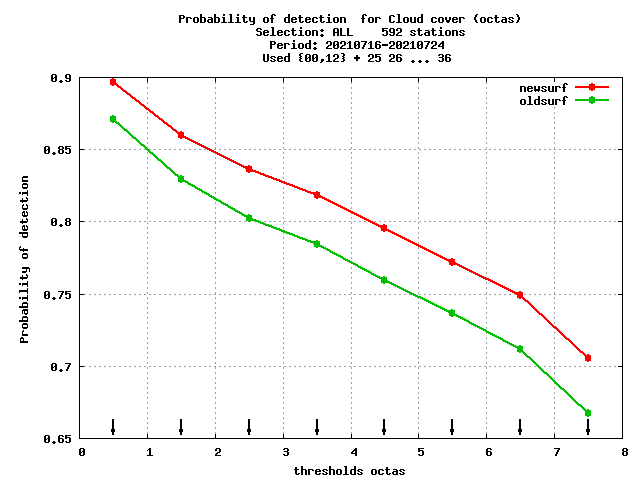 Probability of detection  for Cloud cover (octas)
Selection: ALL    592 stations
Period: 20210716-20210724
Used {00,12} + 25 26 ... 36
newsurf
oldsurf
0.9
0.85
0.8
0.75
0.7
0.65
Probability of detection
0 1 2 3 4 5 6 7 8
thresholds octas